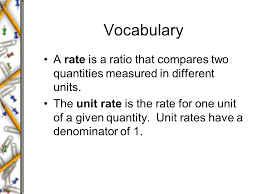 Vocabulary
• A rate is a ratio that compares two
quantities measured in different
units.
• The unit rate is the rate for one unit
of a given quantity. Unit rates have a
denominator of 1.